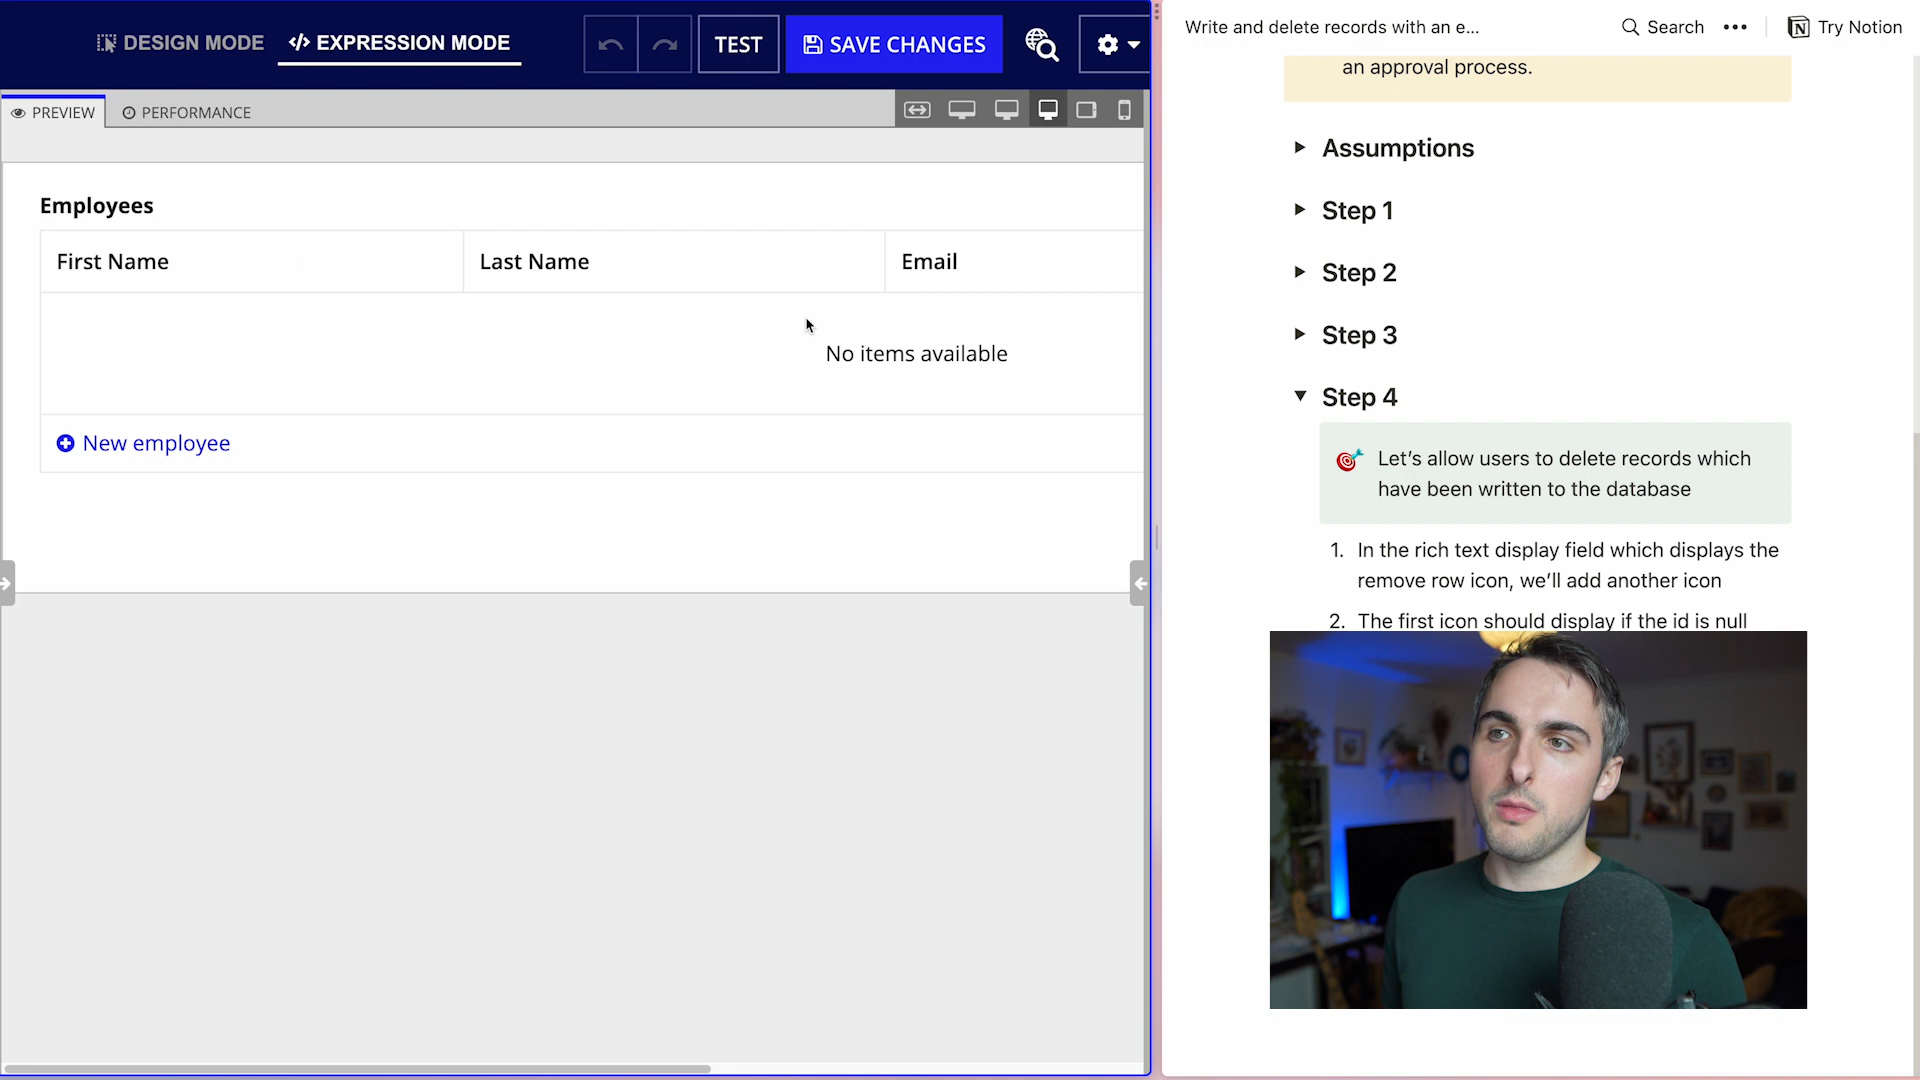 DESIGN MODE
EXPRESSION MODE
TEST
SAVE CHANGES
PREVIEW
PERFORMANCE
Employees
First Name
Last Name
Email
No items available
New employee
Write and delete records with an e...
Search
Try Notion
an approval process.
Assumptions
Step 1
Step 2
Step 3
Step 4
Let's allow users to delete records which
have been written to the database
1. In the rich text display field which displays the
remove row icon, we'll add another icon
2. The first icon should display if the id is null